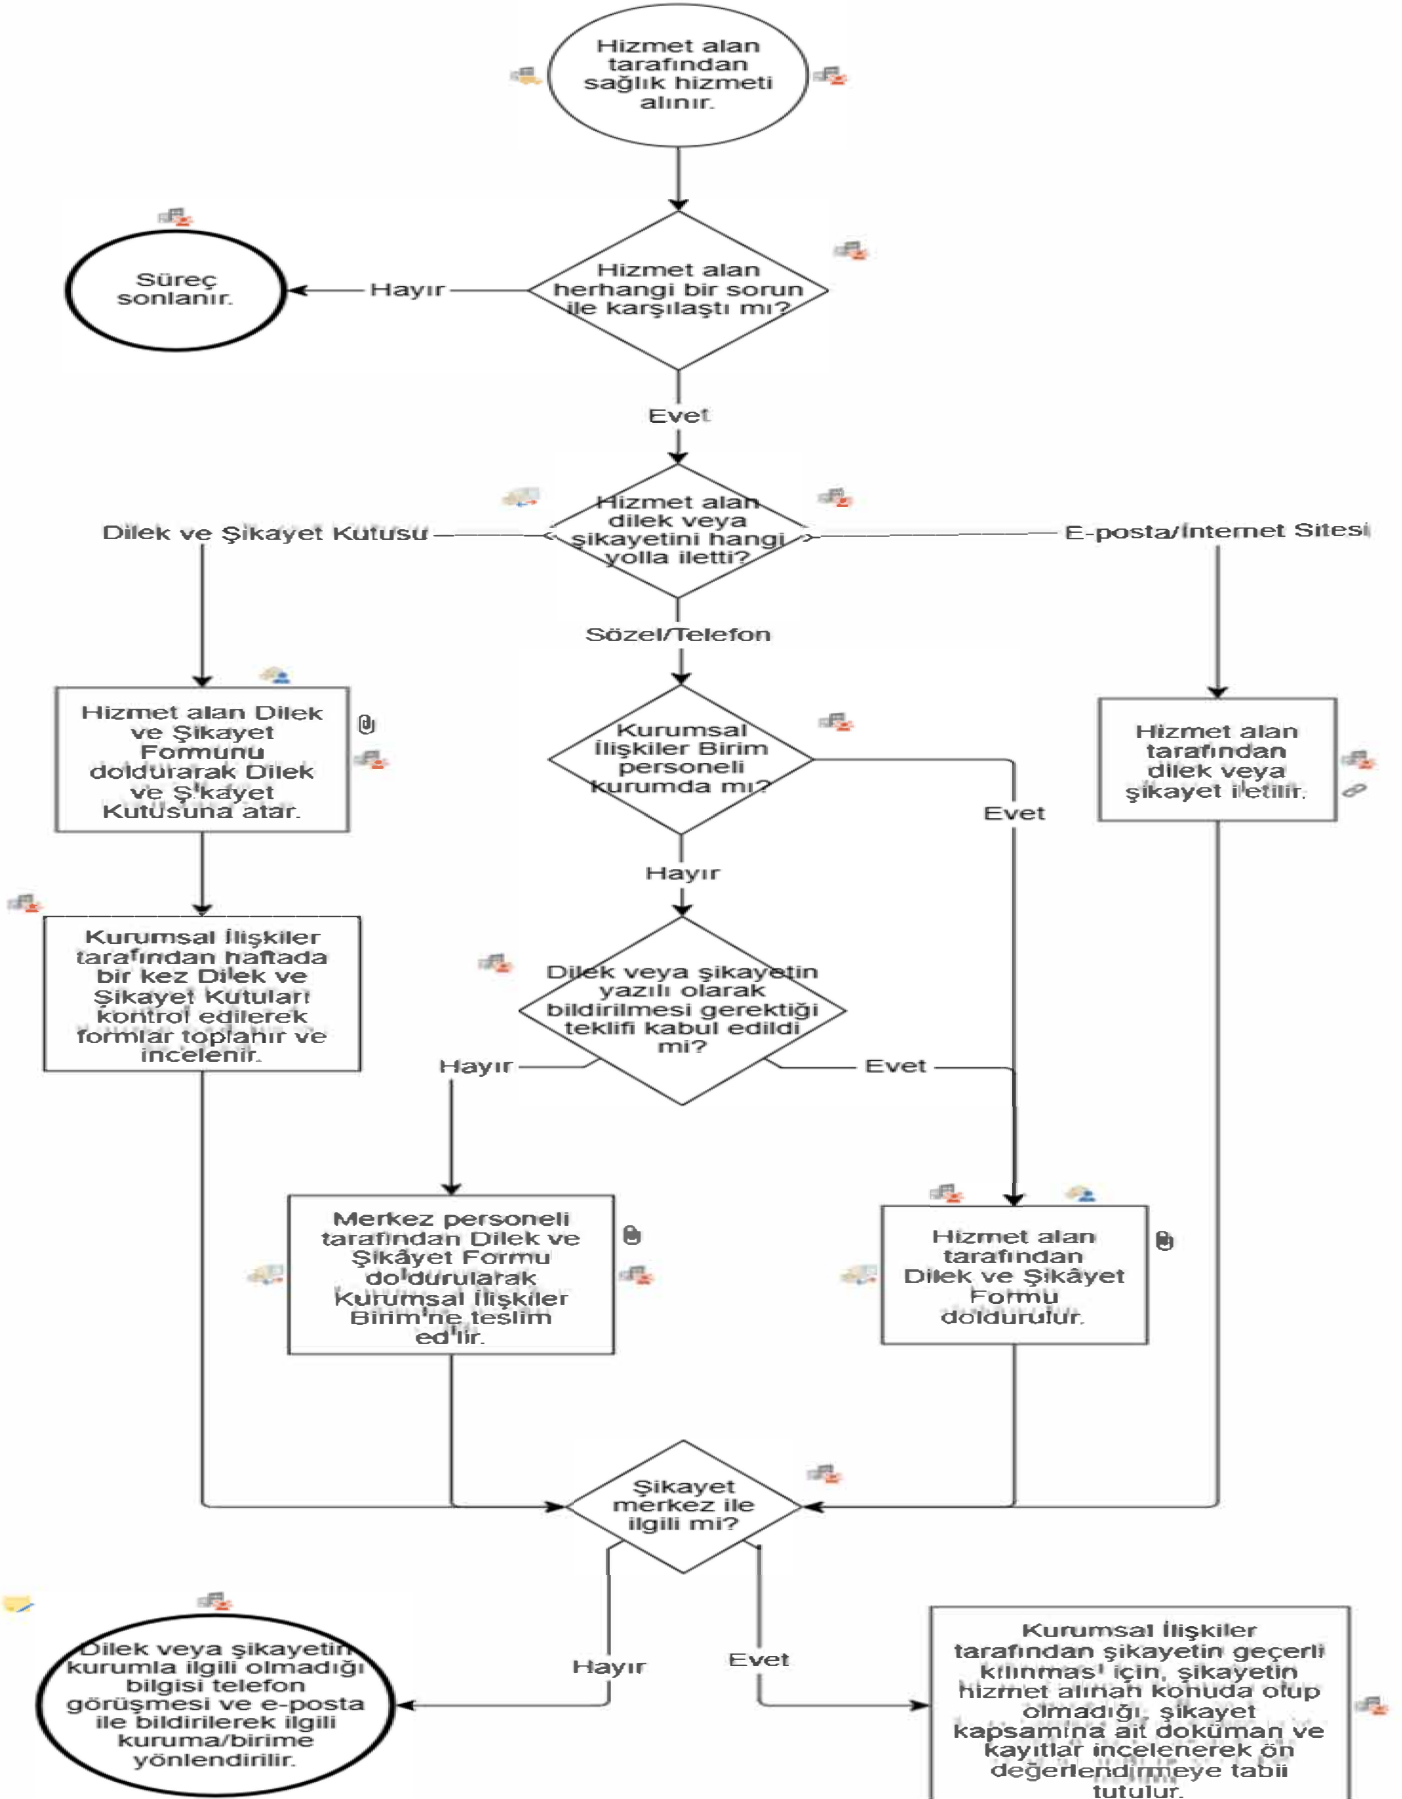 Hizmet alan
tarafından
sağlık hizmeti
alınır.
Hizmet alan
herhangi bir sorun
ile karşılaştı mı?
Hayır
Süreç
sonlanır.
Evet
Hizmet alan
dilek veya
şikayetini hangi
yolla iletti?
Dilek ve Şikayet Kutusu
E-posta/İnternet Sitesi
Sözel/Telefon
Hizmet alan Dilek
ve Şikayet
Formunu
doldurarak Dilek
ve Şikayet
Kutusuna atar.
Kurumsal
İlişkiler Birim
personeli
kurumda mı?
Hizmet alan
tarafından
dilek veya
şikayet iletilir.
Evet
Hayır
Kurumsal İlişkiler
tarafından haftada
bir kez Dilek ve
Şikayet Kutuları
kontrol edilerek
formlar toplanır ve
incelenir.
Dilek veya şikayetin
yazılı olarak
bildirilmesi gerektiği
teklifi kabul edildi
mi?
Hayır
Evet
Merkez personeli
tarafından Dilek ve
Şikâyet Formu
doldurularak
Kurumsal İlişkiler
Birim'ne teslim
edilir.
Hizmet alan
tarafından
Dilek ve Şikâyet
Formu
doldurulur.
Şikayet
merkez ile
ilgili mi?
Hayır
Evet
Dilek veya şikayetin
kurumla ilgili olmadığı
bilgisi telefon
görüşmesi ve e-posta
ile bildirilerek ilgili
kuruma/birime
yönlendirilir.
Kurumsal İlişkiler
tarafından şikayetin geçerli
kılınması için, şikayetin
hizmet alınan konuda olup
olmadığı, şikayet
kapsamına ait doküman ve
kayıtlar incelenerek ön
değerlendirmeye tabii
tutulur.